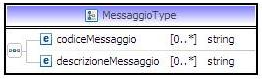 MessaggioType
e codiceMessaggio [0..*] string
e descrizioneMessaggio [0..*] string